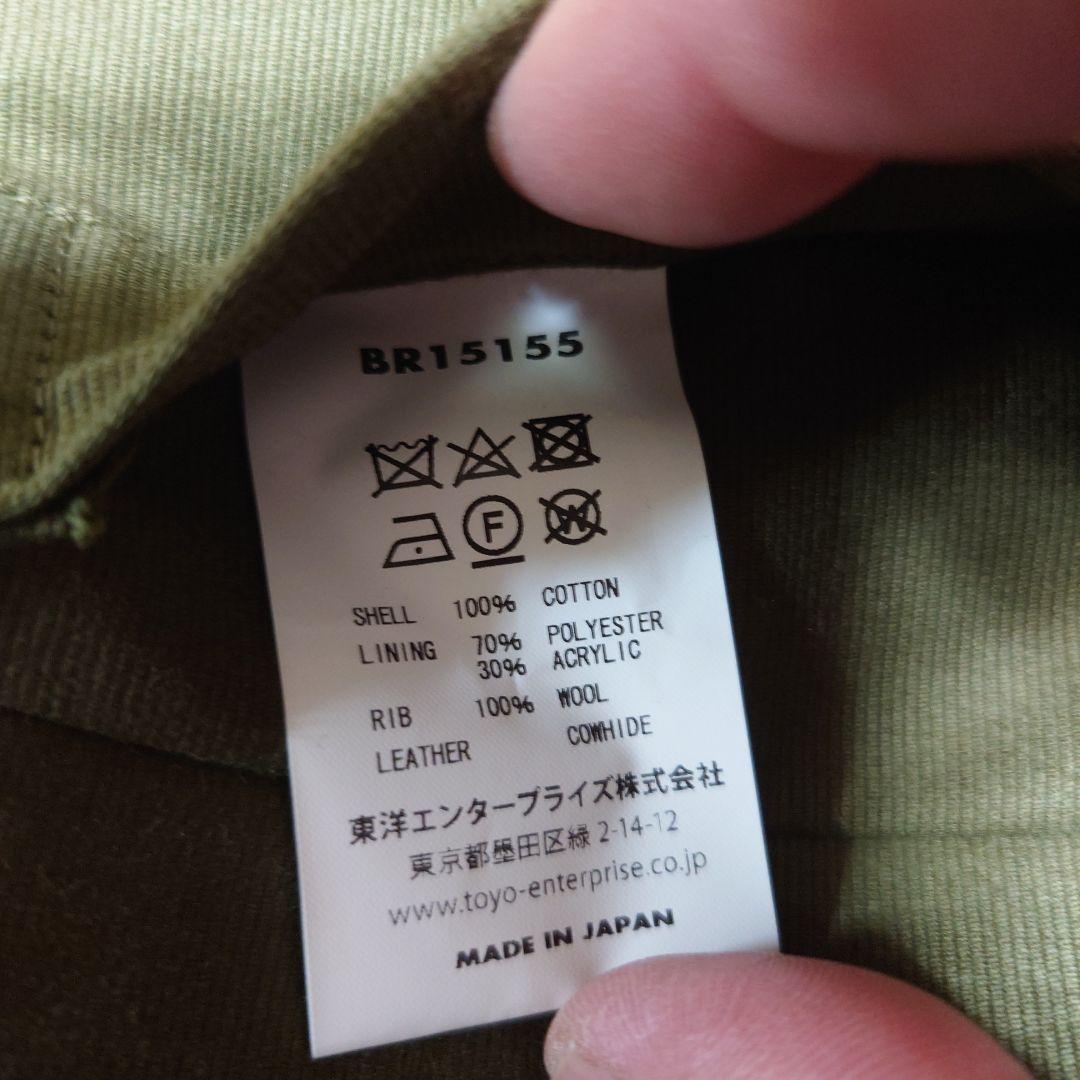 BR15155
F
W
SHELL 100% COTTON
LINING 70% POLYESTER
30% ACRYLIC
RIB 100% WOOL
LEATHER COWHIDE
東洋エンタープライズ株式会社
東京都墨田区緑 2-14-12
www.toyo-enterprise.co.jp
MADE IN JAPAN